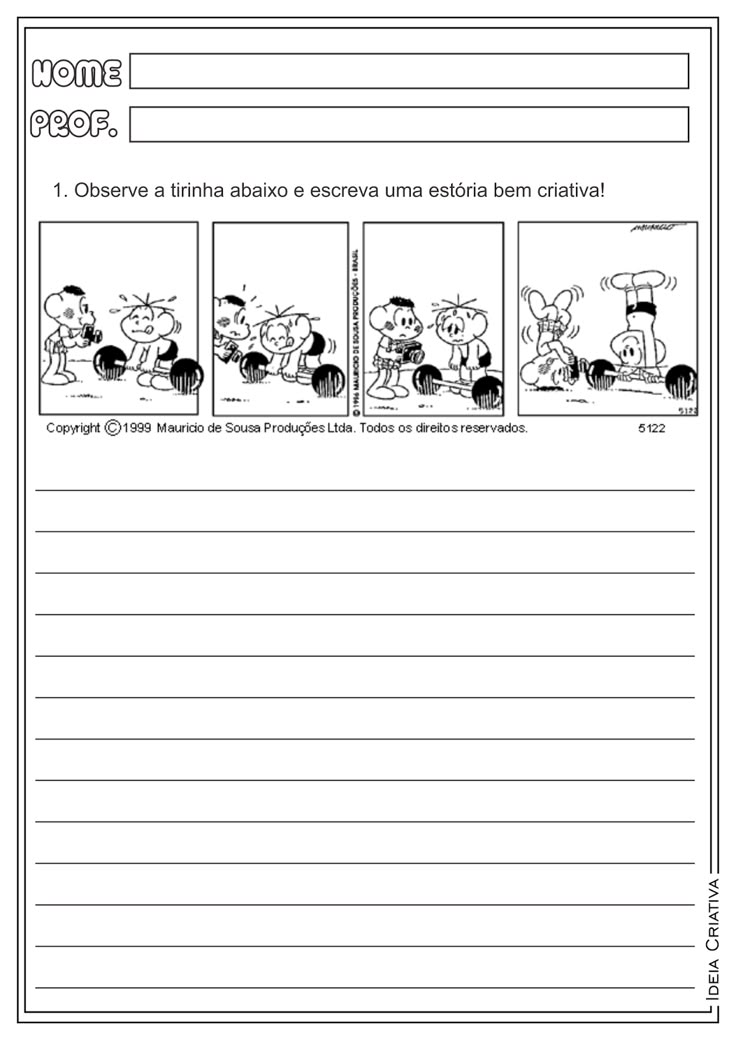 NOME
PROF.
1. Observe a tirinha abaixo e escreva uma estória bem criativa!
MAURICIO
© 1996 MAURICIO DE SOUSA PRODUÇÕES - BRASIL
5122
Copyright ©1999 Mauricio de Sousa Produções Ltda. Todos os direitos reservados.
5122
IDEIA CRIATIVA